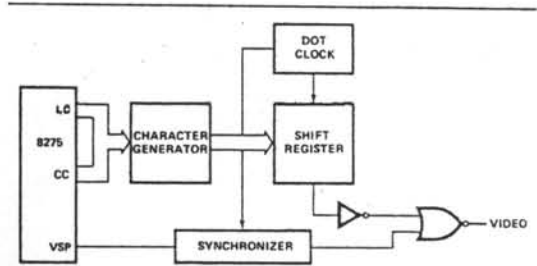 DOT
CLOCK
LC
8275
CC
VSP
CHARACTER
GENERATOR
SHIFT
REGISTER
SYNCHRONIZER
VIDEO